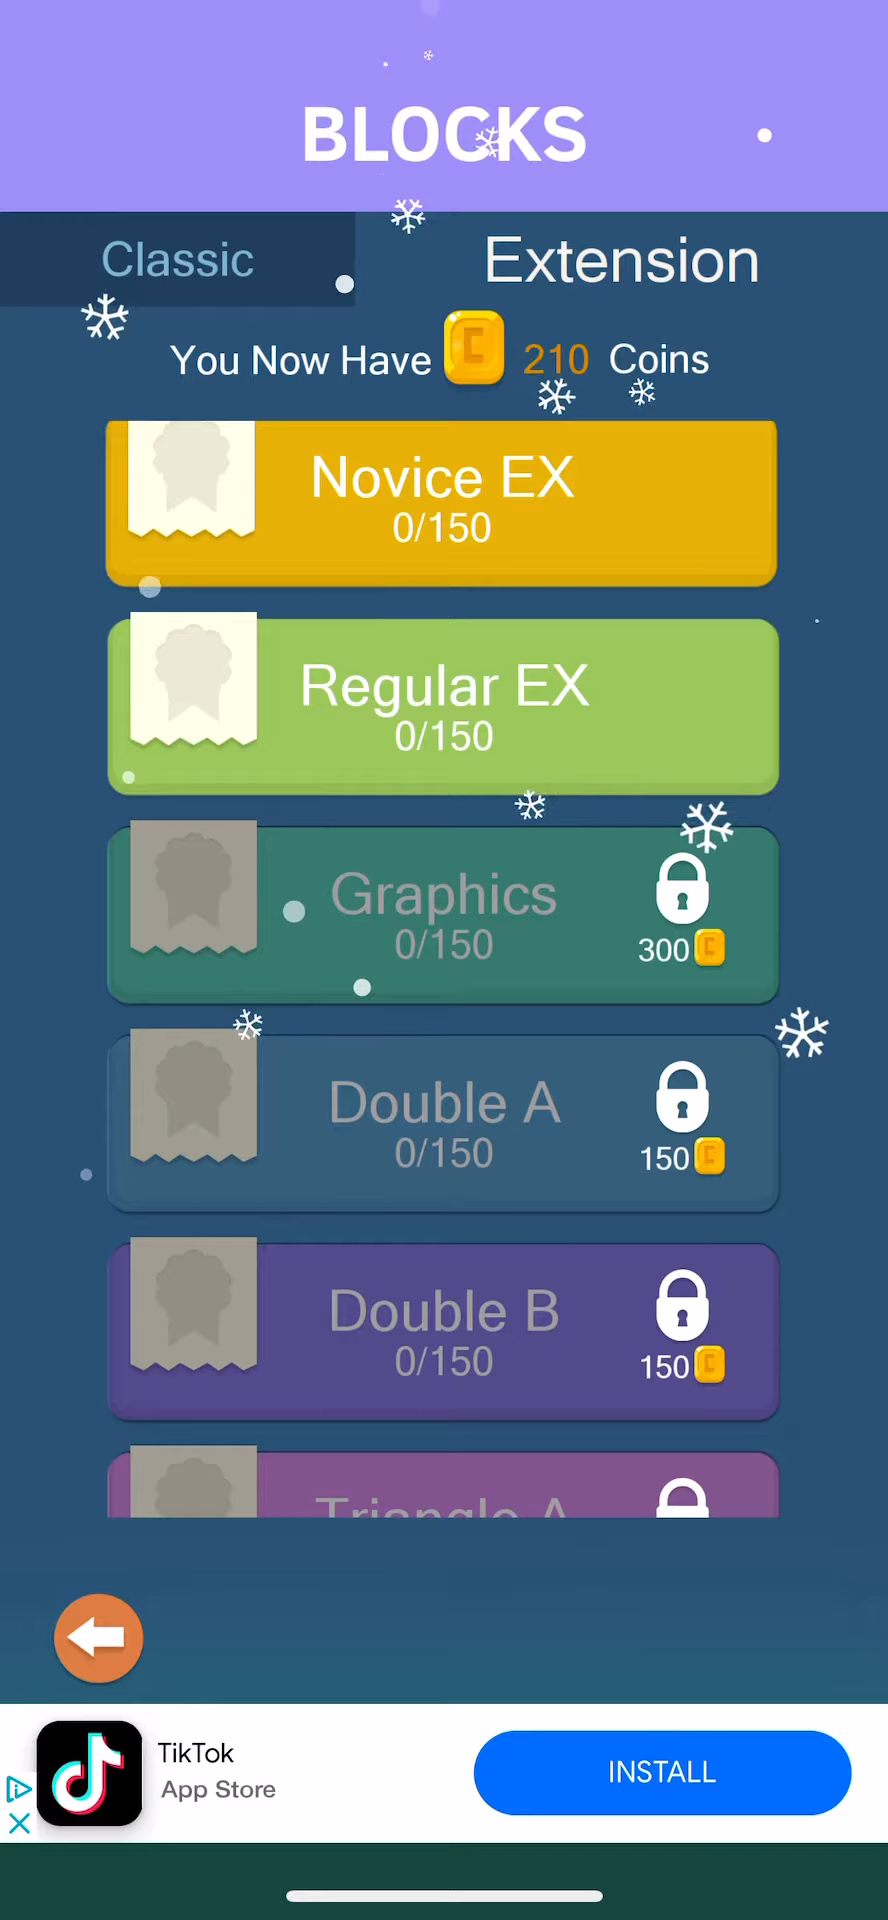 BLOCKS
Classic
Extension
You Now Have 210 Coins
Novice EX
0/150
Regular EX
0/150
Graphics
0/150
300
Double A
0/150
150
Double B
0/150
150
Triangle A
TikTok
App Store
INSTALL